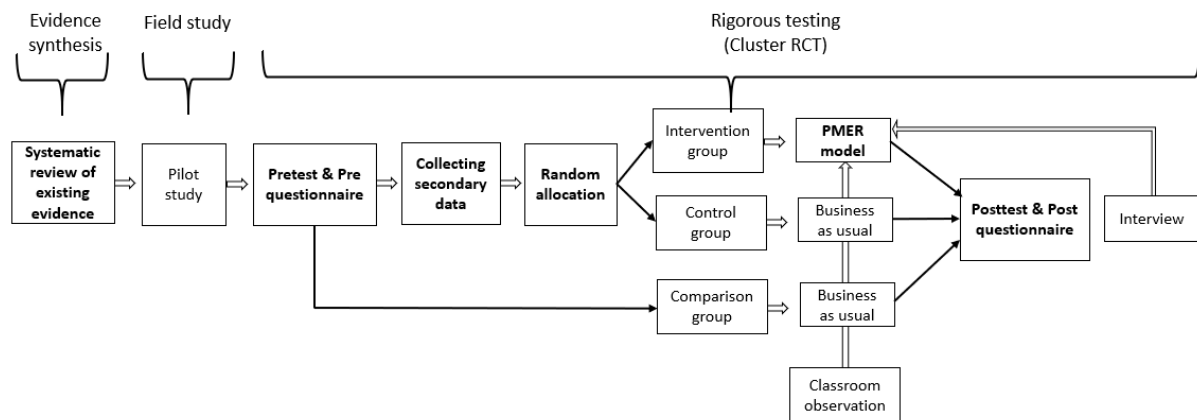 Evidence
synthesis
Field study
Rigorous testing
(Cluster RCT)
Systematic
review of
existing
evidence
Pilot
study
Pretest & Pre
questionnaire
Collecting
secondary
data
Random
allocation
Intervention
group
PMER
model
Control
group
Business
as usual
Posttest & Post
questionnaire
Interview
Comparison
group
Business
as usual
Classroom
observation